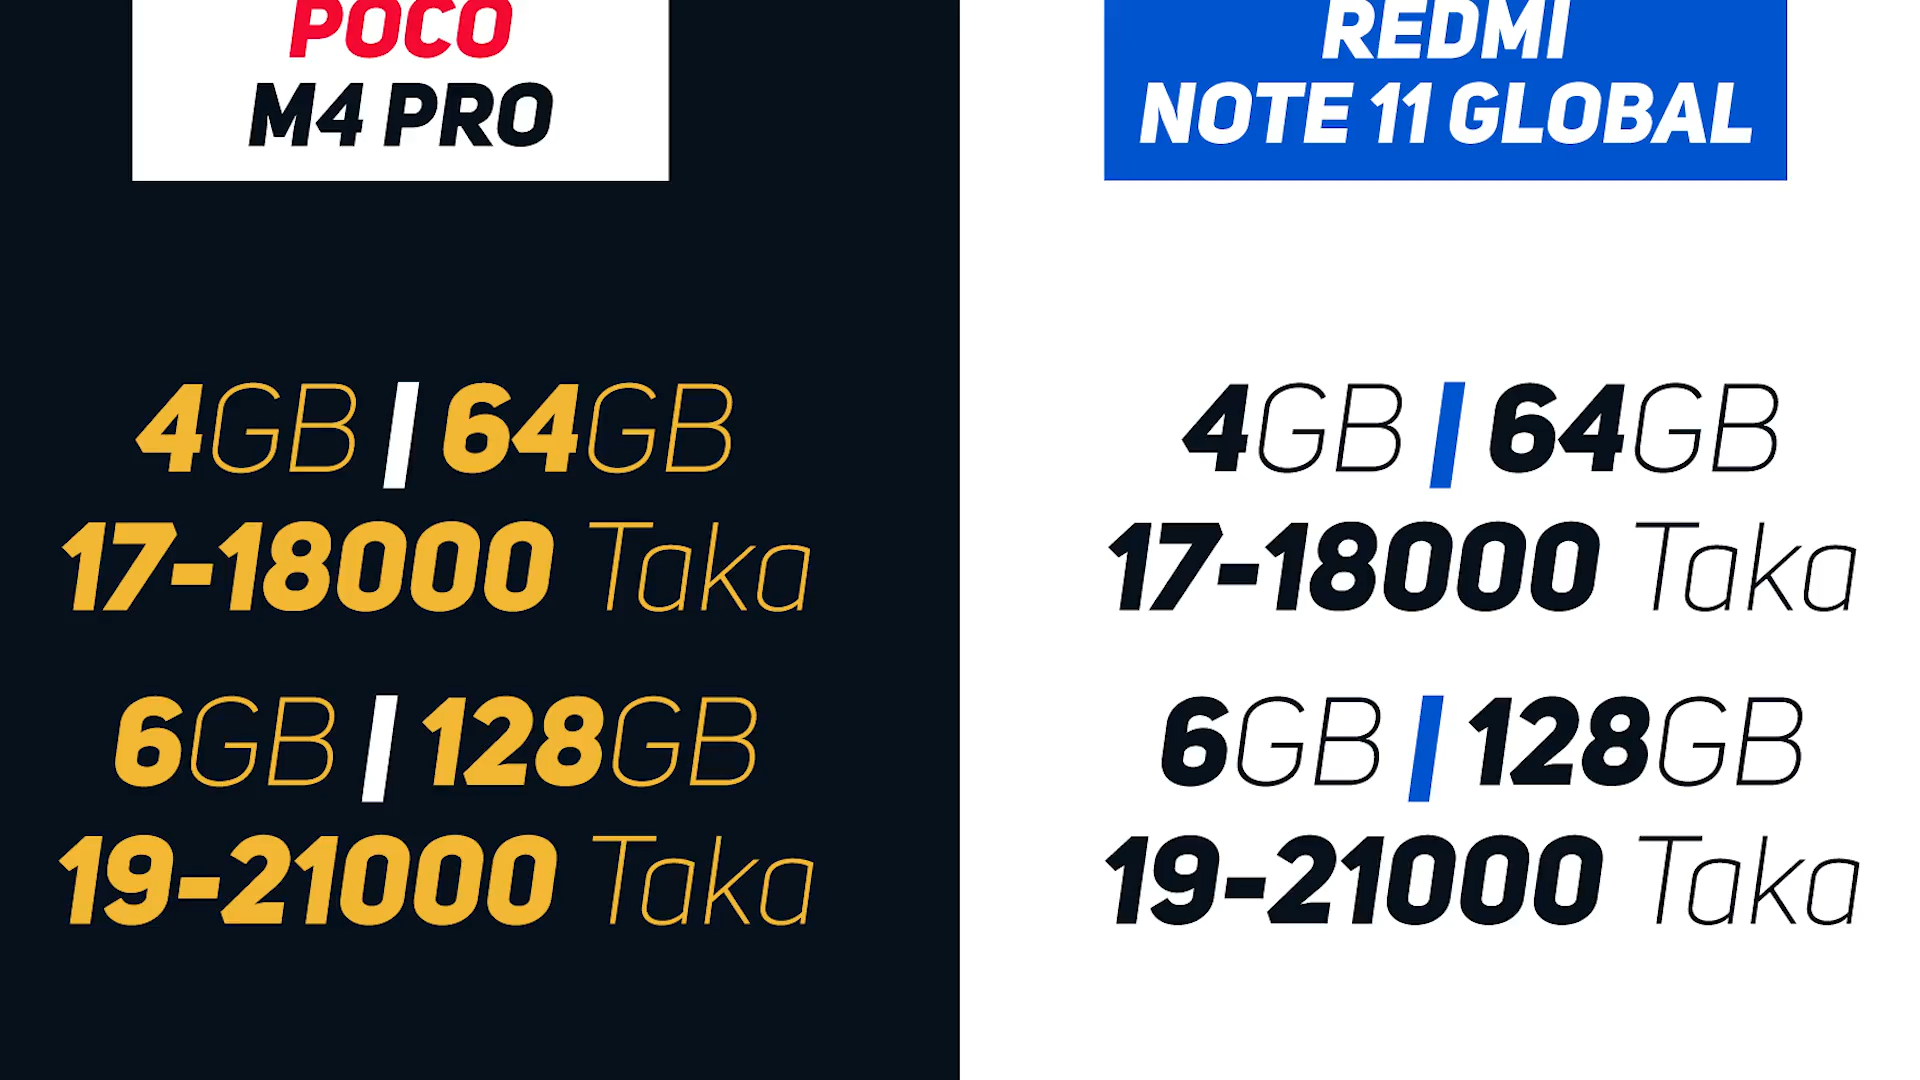 POCO
M4 PRO
4GB | 64GB
17-18000 Taka
6GB | 128GB
19-21000 Taka
REDMI
NOTE 11 GLOBAL
4GB | 64GB
17-18000 Taka
6GB | 128GB
19-21000 Taka